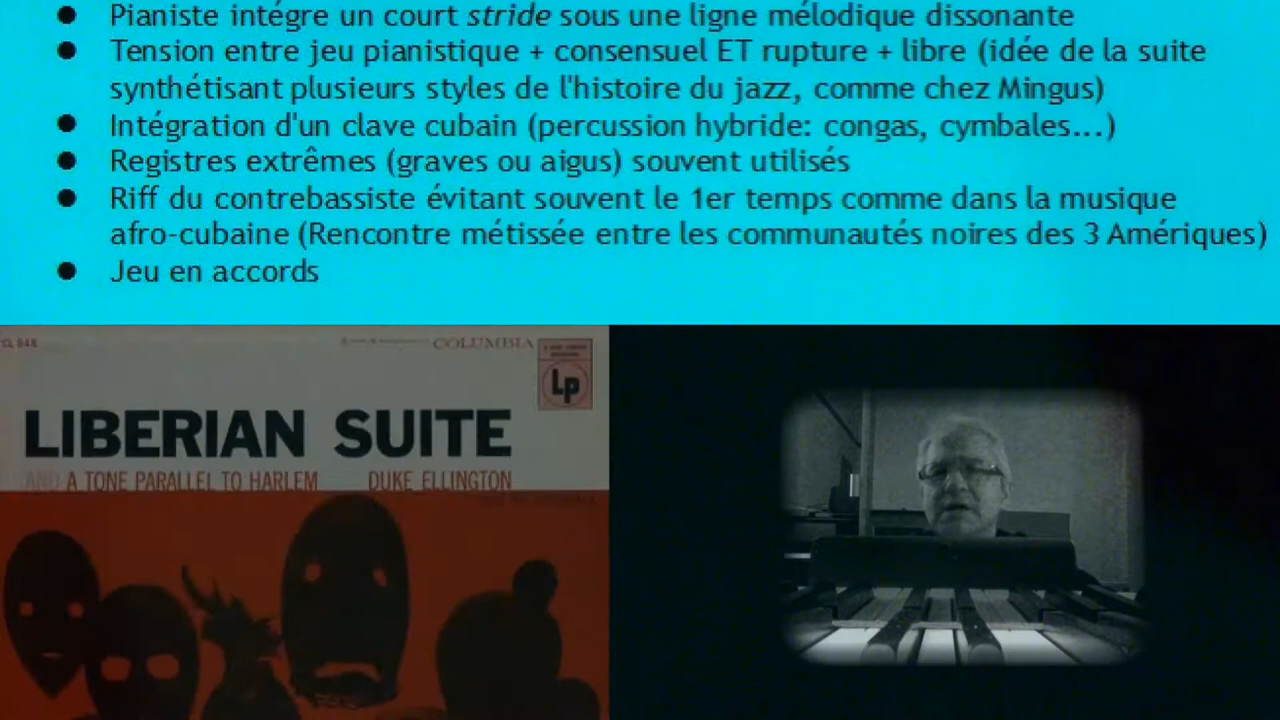 ● Pianiste intégre un court stride sous une ligne mélodique dissonante
● Tension entre jeu pianistique + consensuel ET rupture + libre (idée de la suite
synthétisant plusieurs styles de l'histoire du jazz, comme chez Mingus)
● Intégration d'un clave cubain (percussion hybride: congas, cymbales...)
● Registres extrêmes (graves ou aigus) souvent utilisés
● Riff du contrebassiste évitant souvent le 1er temps comme dans la musique
afro-cubaine (Rencontre métissée entre les communautés noires des 3 Amériques)
● Jeu en accords
CL 848
COLUMBIA
Lp
LIBERIAN SUITE
AND A TONE PARALLEL TO HARLEM DUKE ELLINGTON